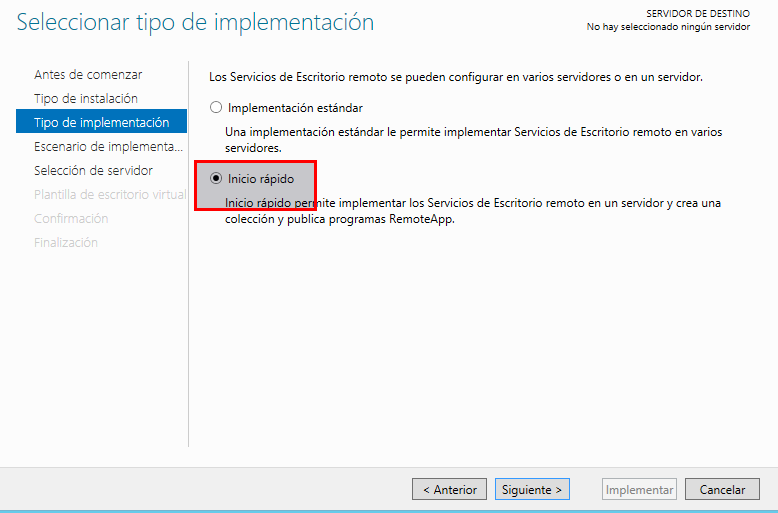 Seleccionar tipo de implementación
SERVIDOR DE DESTINO
No hay seleccionado ningún servidor
Antes de comenzar
Tipo de instalación
Tipo de implementación
Escenario de implementa...
Selección de servidor
Plantilla de escritorio virtual
Confirmación
Finalización
Los Servicios de Escritorio remoto se pueden configurar en varios servidores o en un servidor.
Implementación estándar
Una implementación estándar le permite implementar Servicios de Escritorio remoto en varios
servidores.
Inicio rápido
Inicio rápido permite implementar los Servicios de Escritorio remoto en un servidor y crea una
colección y publica programas RemoteApp.
< Anterior
Siguiente >
Implementar
Cancelar